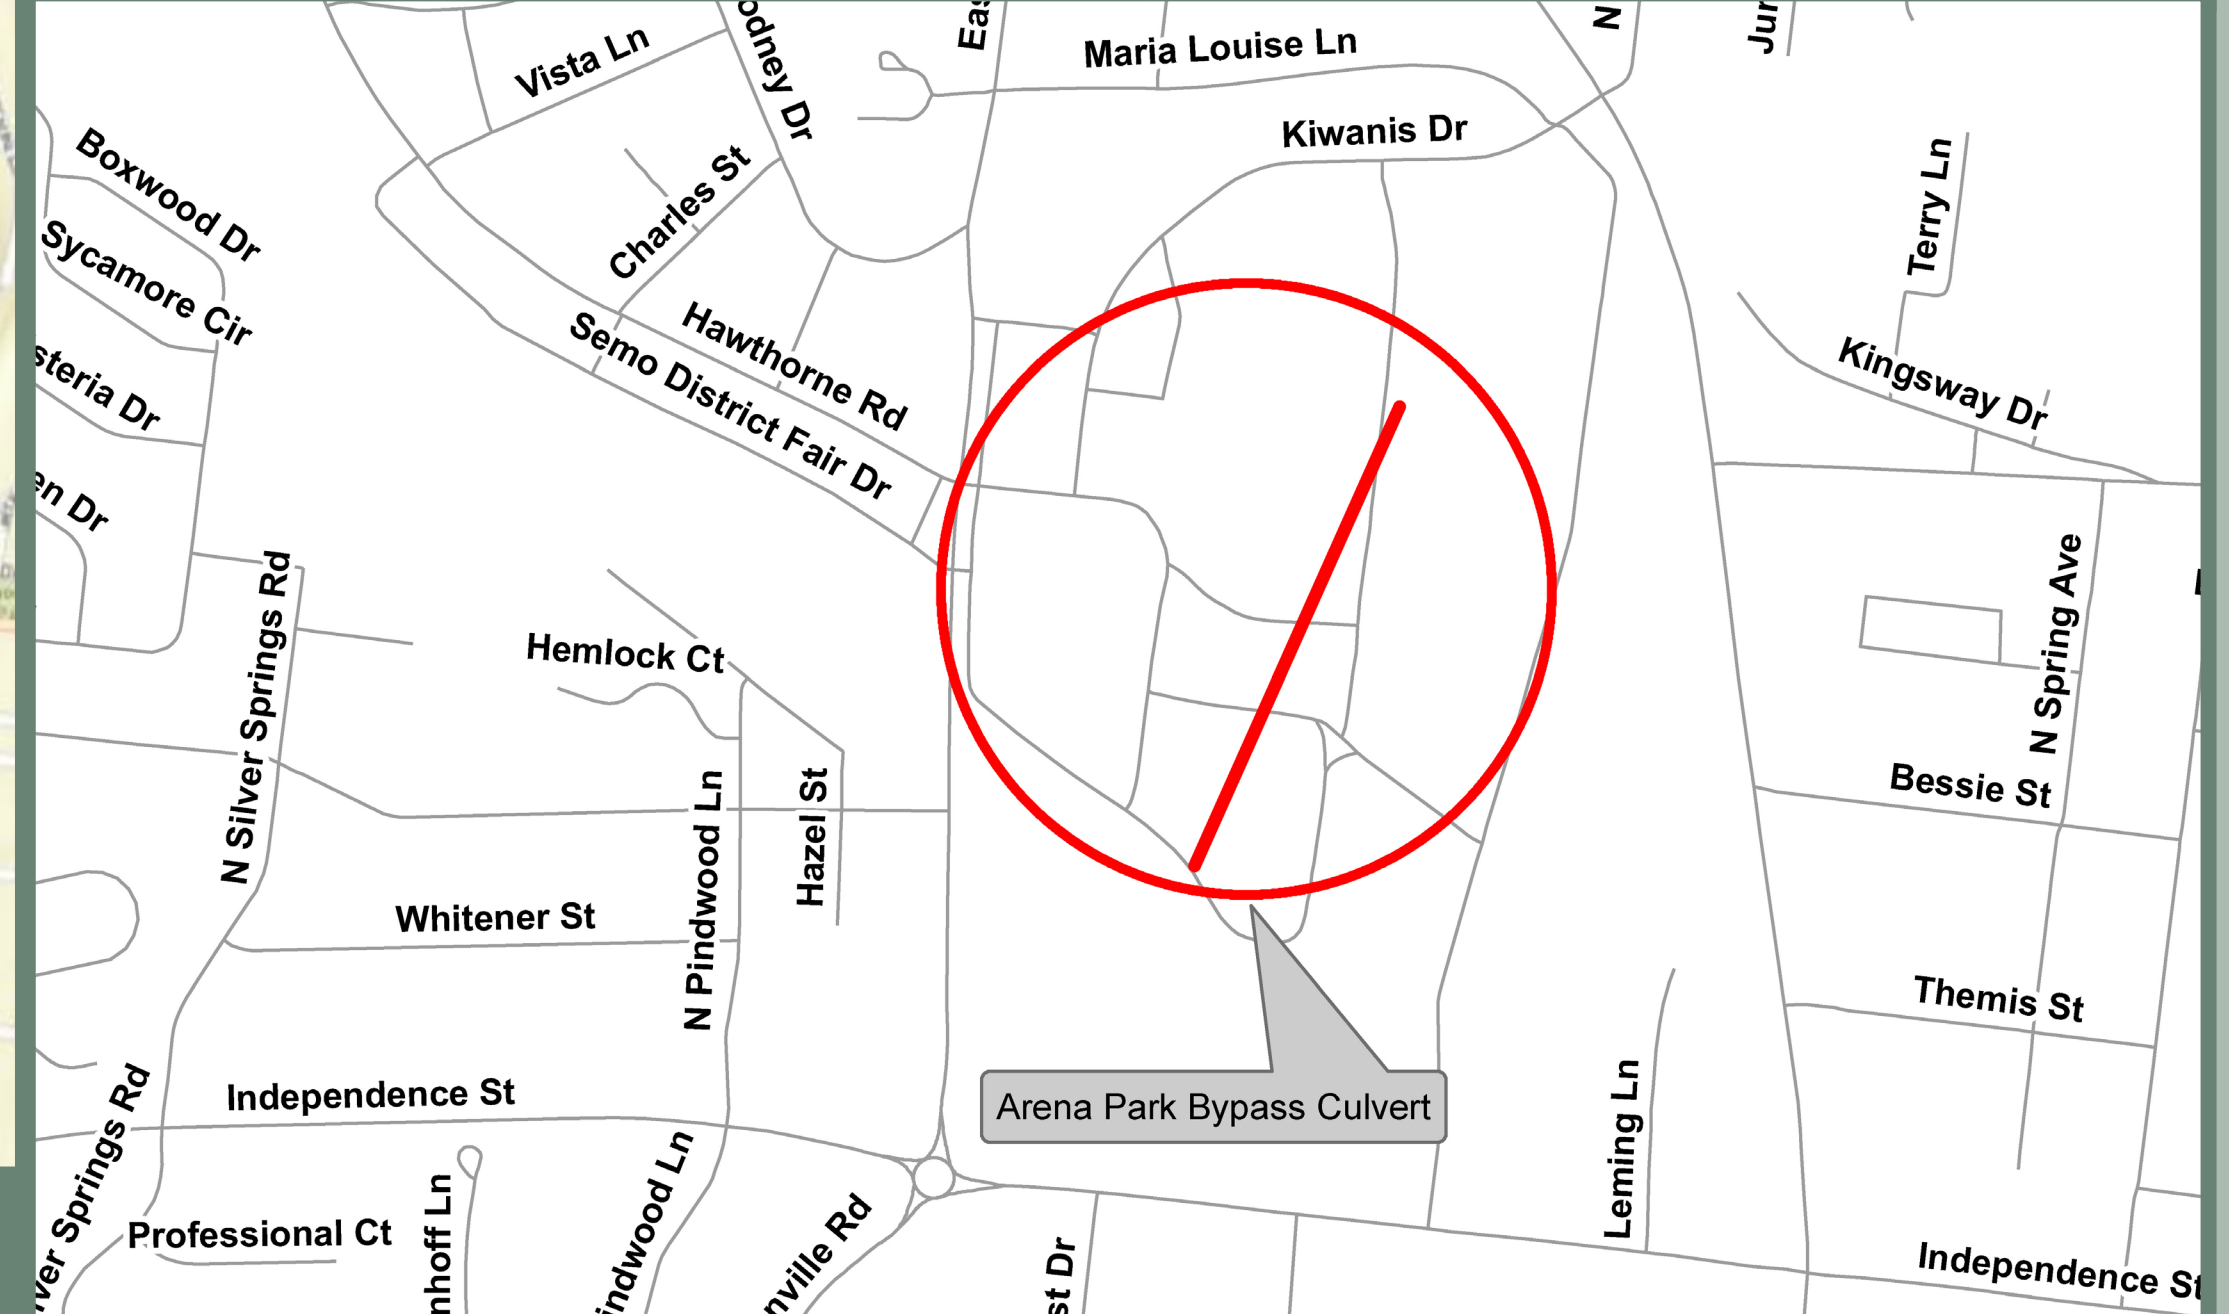 Maria Louise Ln
Vista Ln
Kiwanis Dr
Boxwood Dr
Charles St
Terry Ln
Sycamore Cir
Hawthorne Rd
Semo District Fair Dr
Kingsway Dr
N Silver Springs Rd
N Spring Ave
Hemlock Ct
Bessie St
N Pindwood Ln
Hazel St
Whitener St
Themis St
Independence St
Arena Park Bypass Culvert
Leming Ln
Professional Ct
Independence St